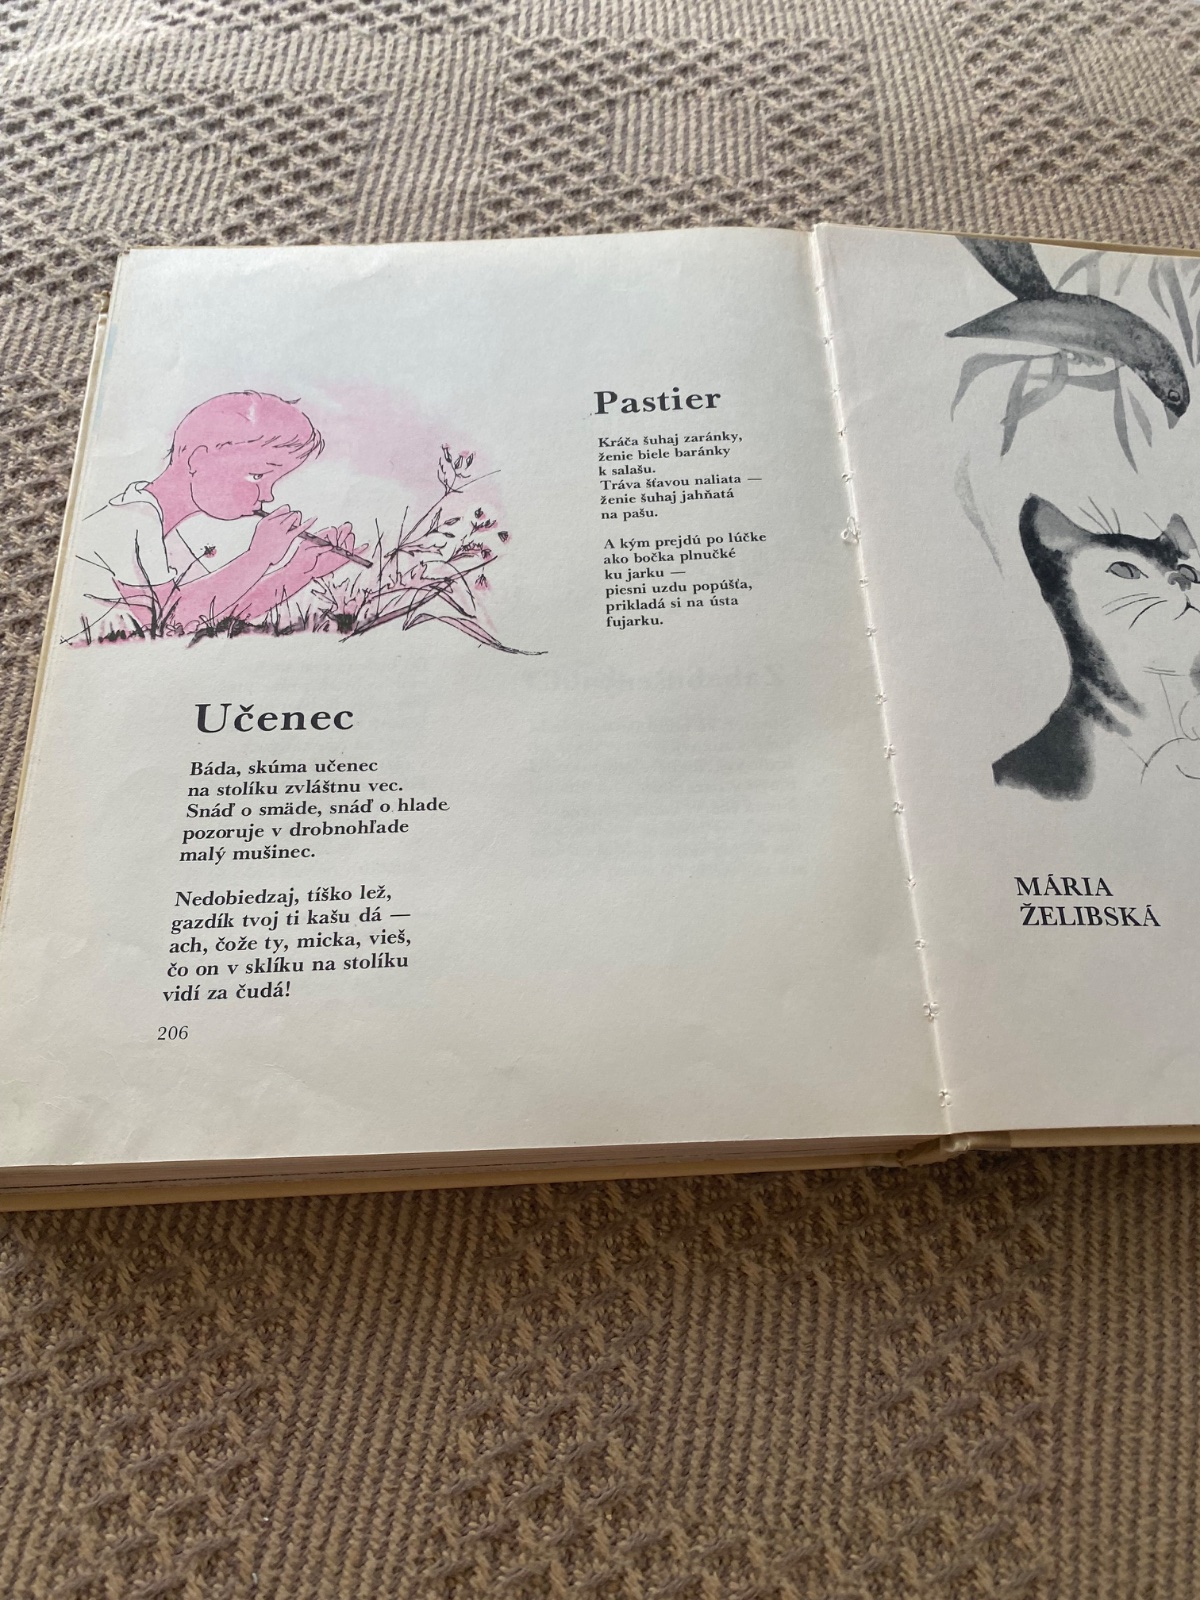 Pastier
Kráča šuhaj zaránky,
ženie biele baránky
k salašu.
Tráva šťavou naliata —
ženie šuhaj jahňatá
na pašu.
A kým prejdú po lúčke
ako bočka plnučké
ku jarku —
piesni uzdu popúšťa,
prikladá si na ústa
fujarku.
Učenec
Báda, skúma učenec
na stolíku zvláštnu vec.
Snáď o smäde, snáď o hlade
pozoruje v drobnohľade
malý mušinec.
Nedobiedzaj, tíško lež,
gazdík tvoj ti kašu dá —
ach, čože ty, micka, vieš,
čo on v sklíku na stolíku
vidí za čudá!
206
MÁRIA
ŽELIBSKÁ